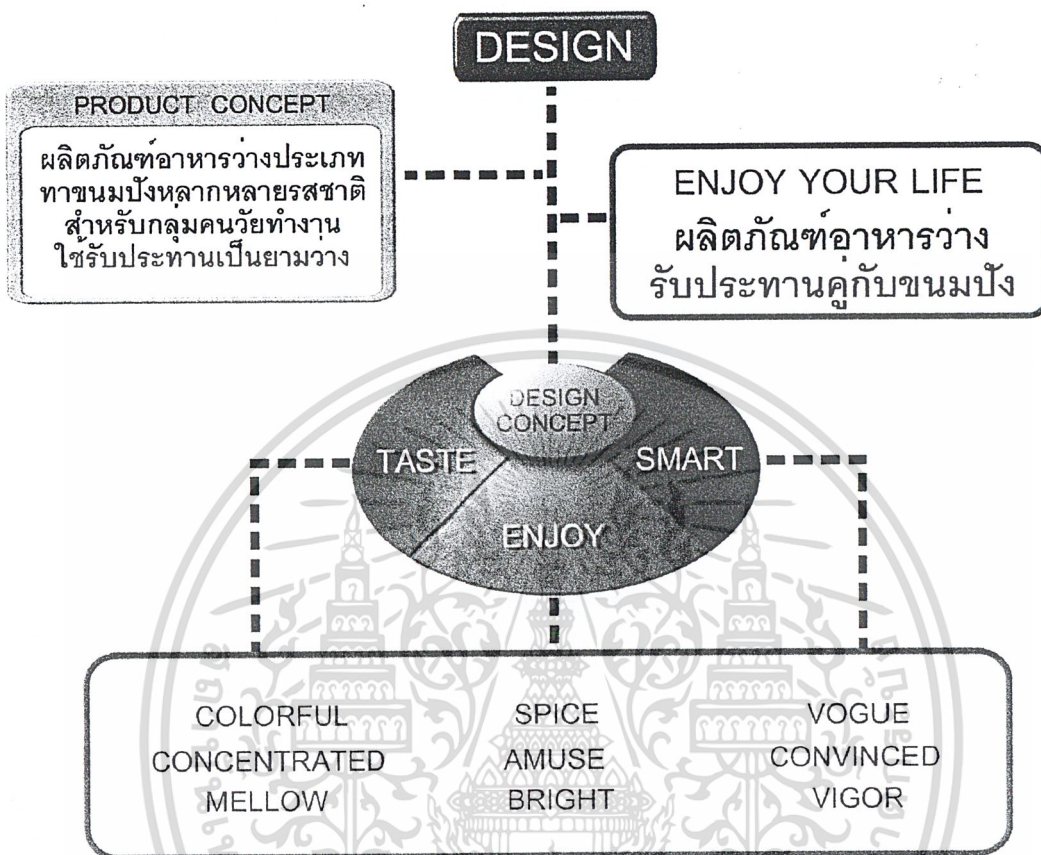 DESIGN
PRODUCT CONCEPT
ผลิตภัณฑ์อาหารว่างประเภท
ทาขนมปังหลากหลายรสชาติ
สำหรับกลุ่มคนวัยทำงาน
ใช้รับประทานเป็นยามว่าง
ENJOY YOUR LIFE
ผลิตภัณฑ์อาหารว่าง
รับประทานคู่กับขนมปัง
DESIGN
CONCEPT
TASTE
SMART
ENJOY
COLORFUL
CONCENTRATED
MELLOW
SPICE
AMUSE
BRIGHT
VOGUE
CONVINCED
VIGOR